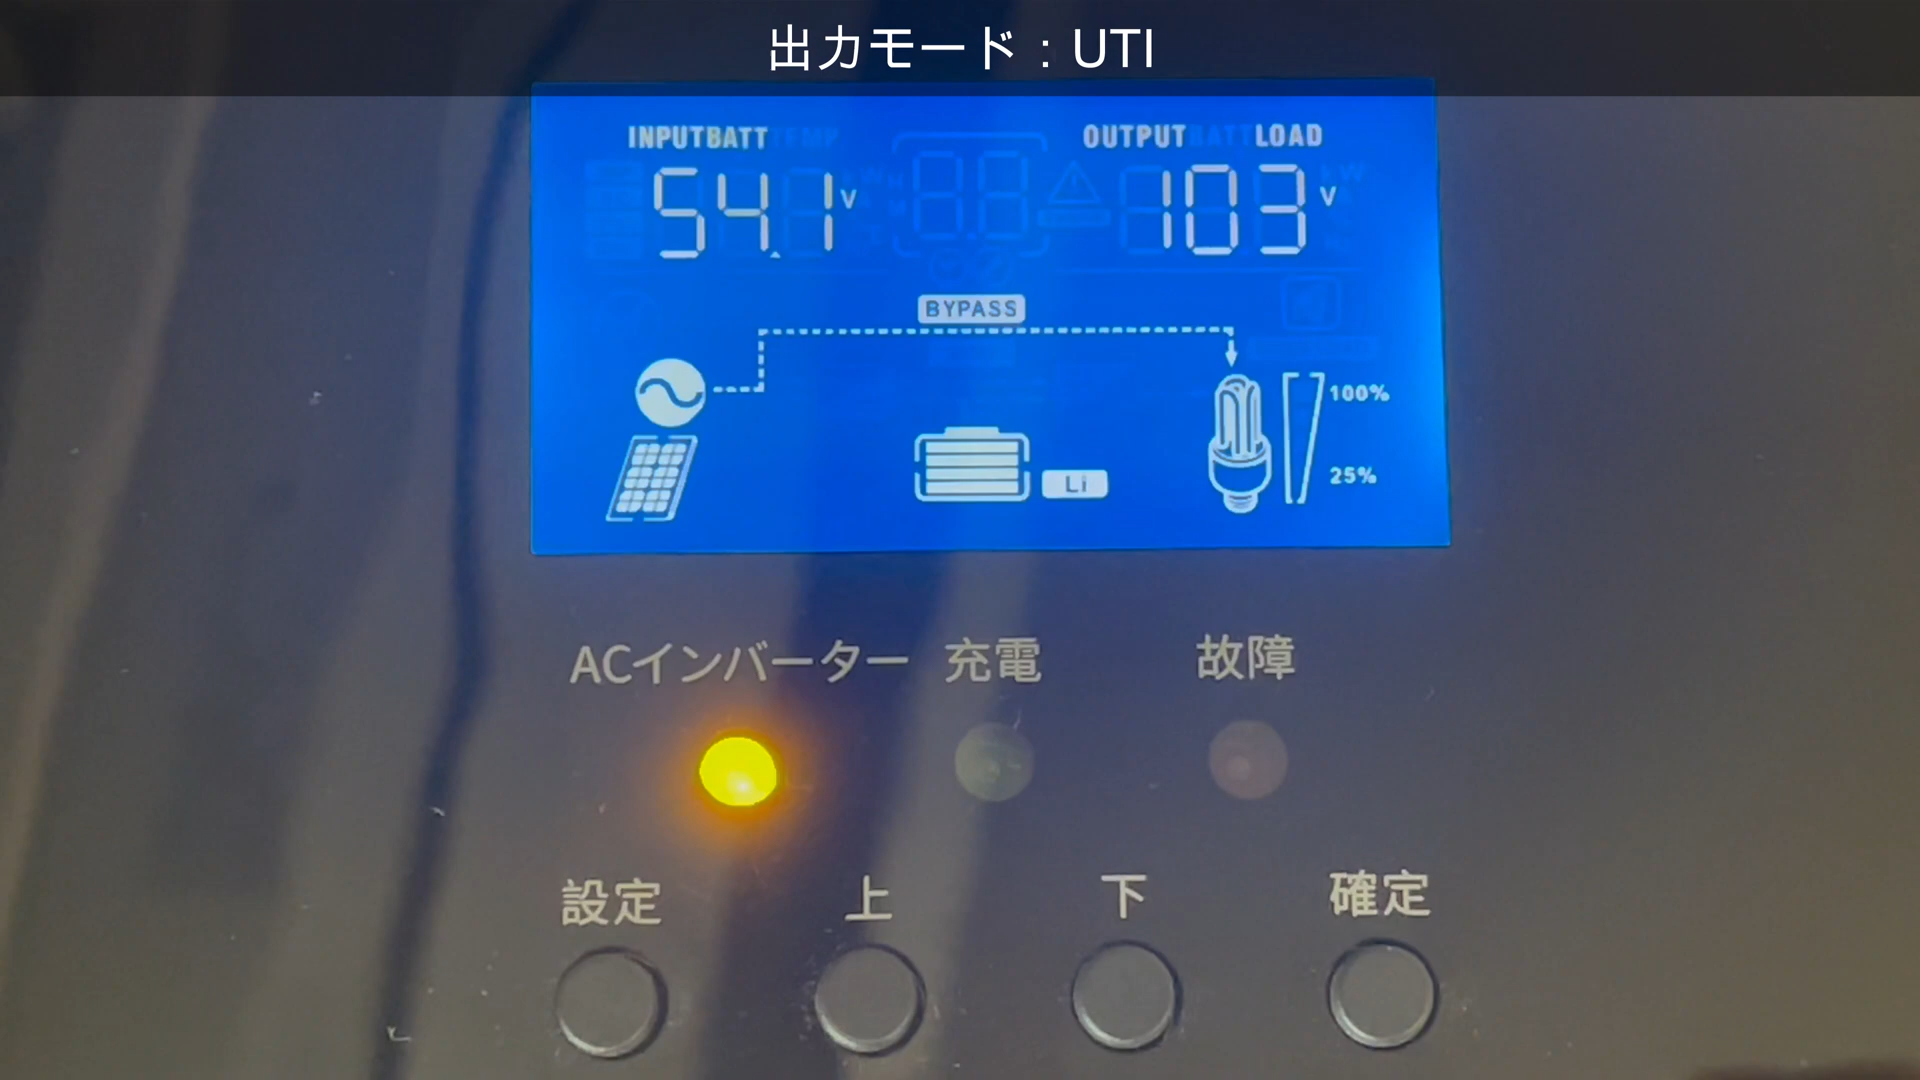 出力モード：UTI
INPUTBATT
OUTPUT LOAD
54.1V
103V
BYPASS
100%
Li
25%
ACインバーター 充電 故障
設定 上 下 確定